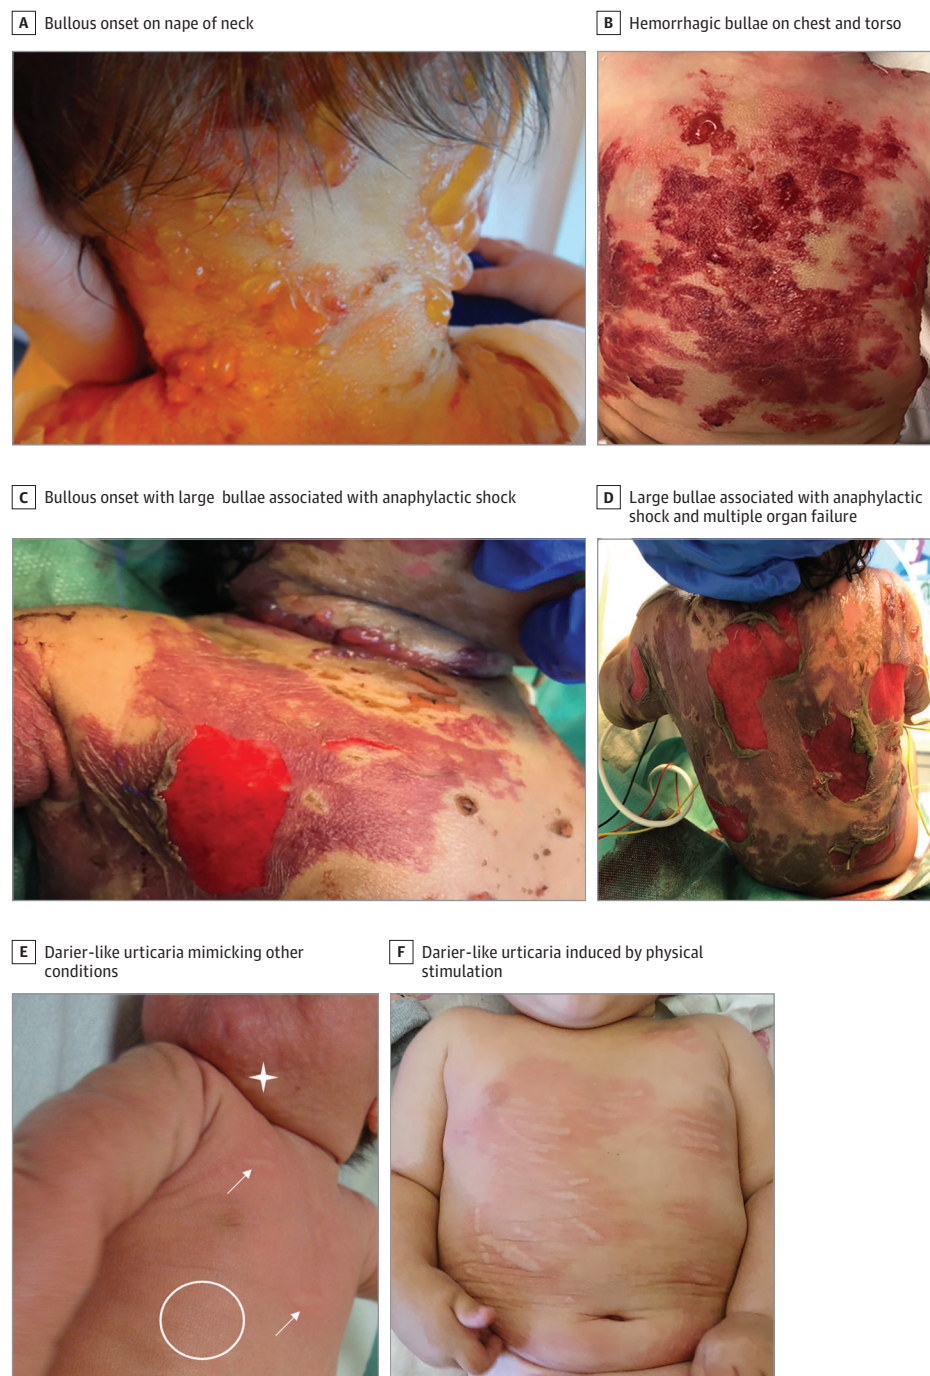 A Bullous onset on nape of neck
B Hemorrhagic bullae on chest and torso
C Bullous onset with large bullae associated with anaphylactic shock
D Large bullae associated with anaphylactic
shock and multiple organ failure
E Darier-like urticaria mimicking other
conditions
F Darier-like urticaria induced by physical
stimulation